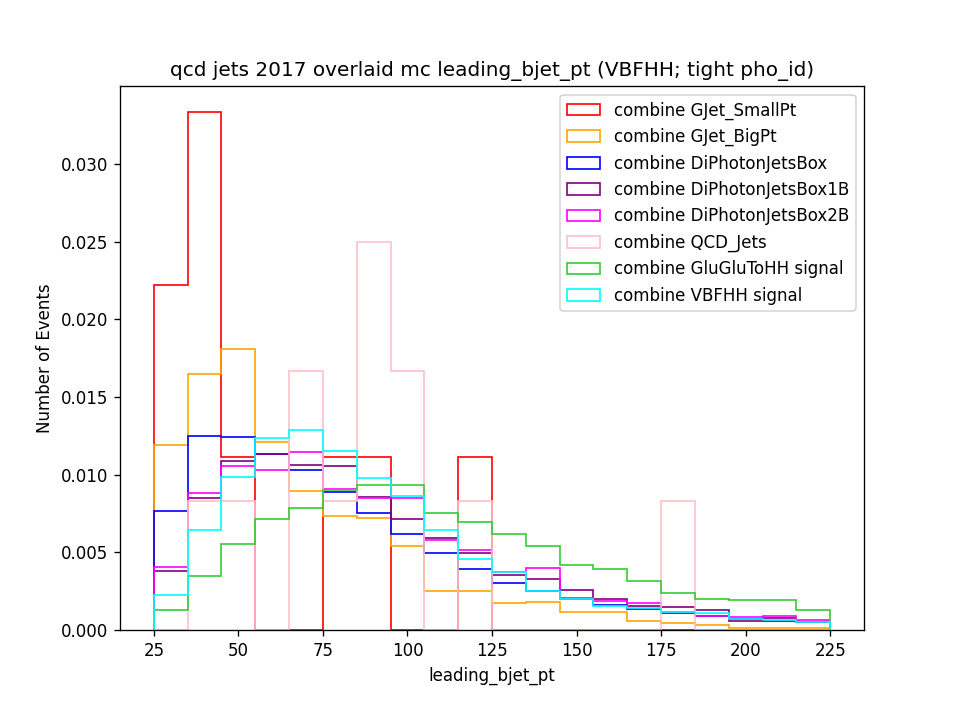 qcd jets 2017 overlaid mc leading_bjet_pt (VBFHH; tight pho_id)
combine GJet_SmallPt
combine GJet_BigPt
combine DiPhotonJetsBox
combine DiPhotonJetsBox1B
combine DiPhotonJetsBox2B
combine QCD_Jets
combine GluGluToHH signal
combine VBFHH signal
Number of Events
0.030
0.025
0.020
0.015
0.010
0.005
0.000
25 50 75 100 125 150 175 200 225
leading_bjet_pt